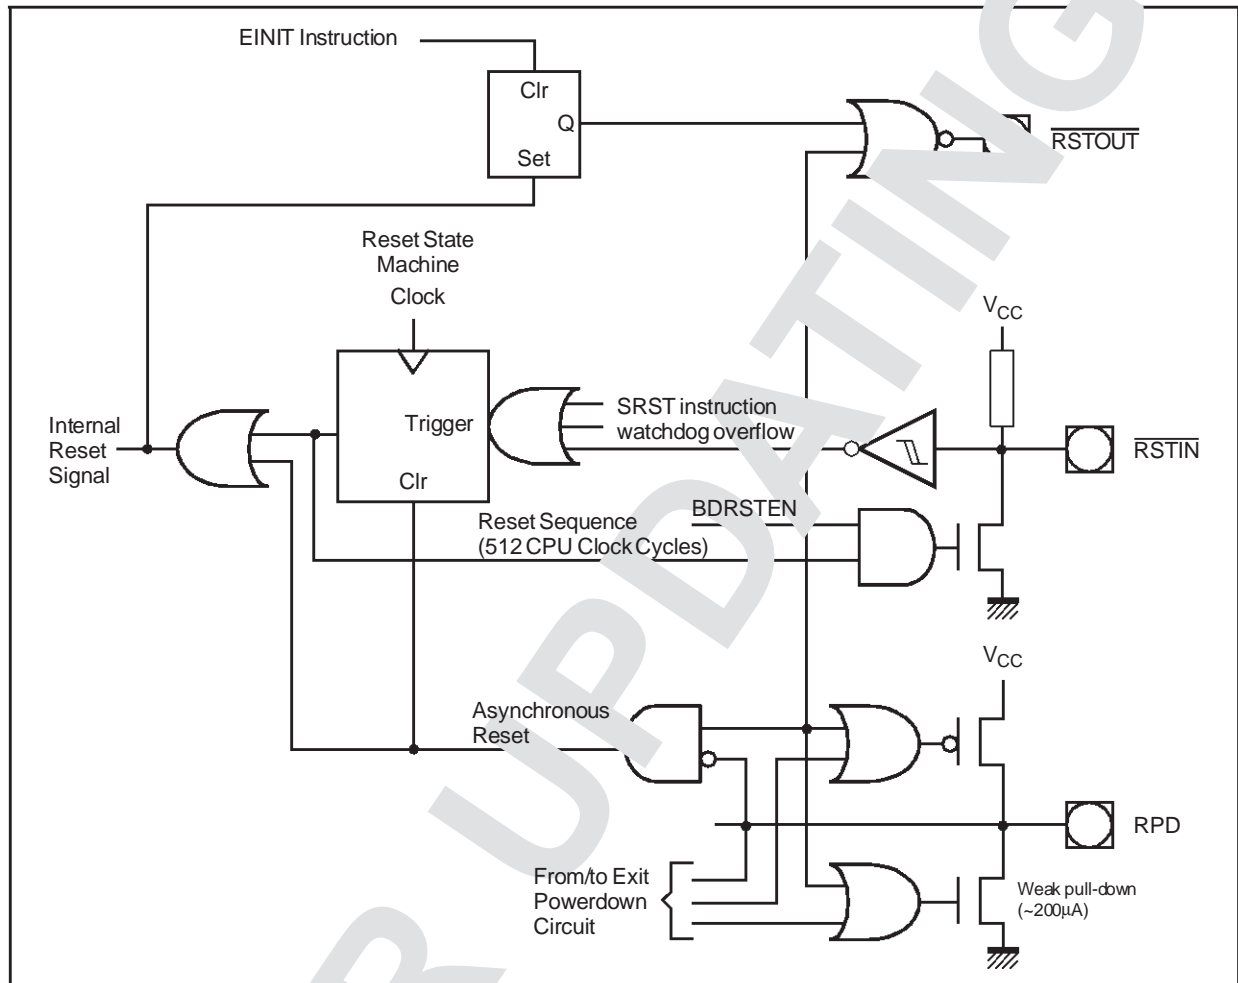 EINIT Instruction
Clr
Q
Set
RSTOUT
Reset State
Machine
Clock
VCC
Internal
Reset
Signal
Trigger
Clr
SRST instruction
watchdog overflow
RSTIN
BDRSTEN
Reset Sequence
(512 CPU Clock Cycles)
VCC
Asynchronous
Reset
RPD
From/to Exit
Powerdown
Circuit
Weak pull-down
(~200µA)
R UPDATING